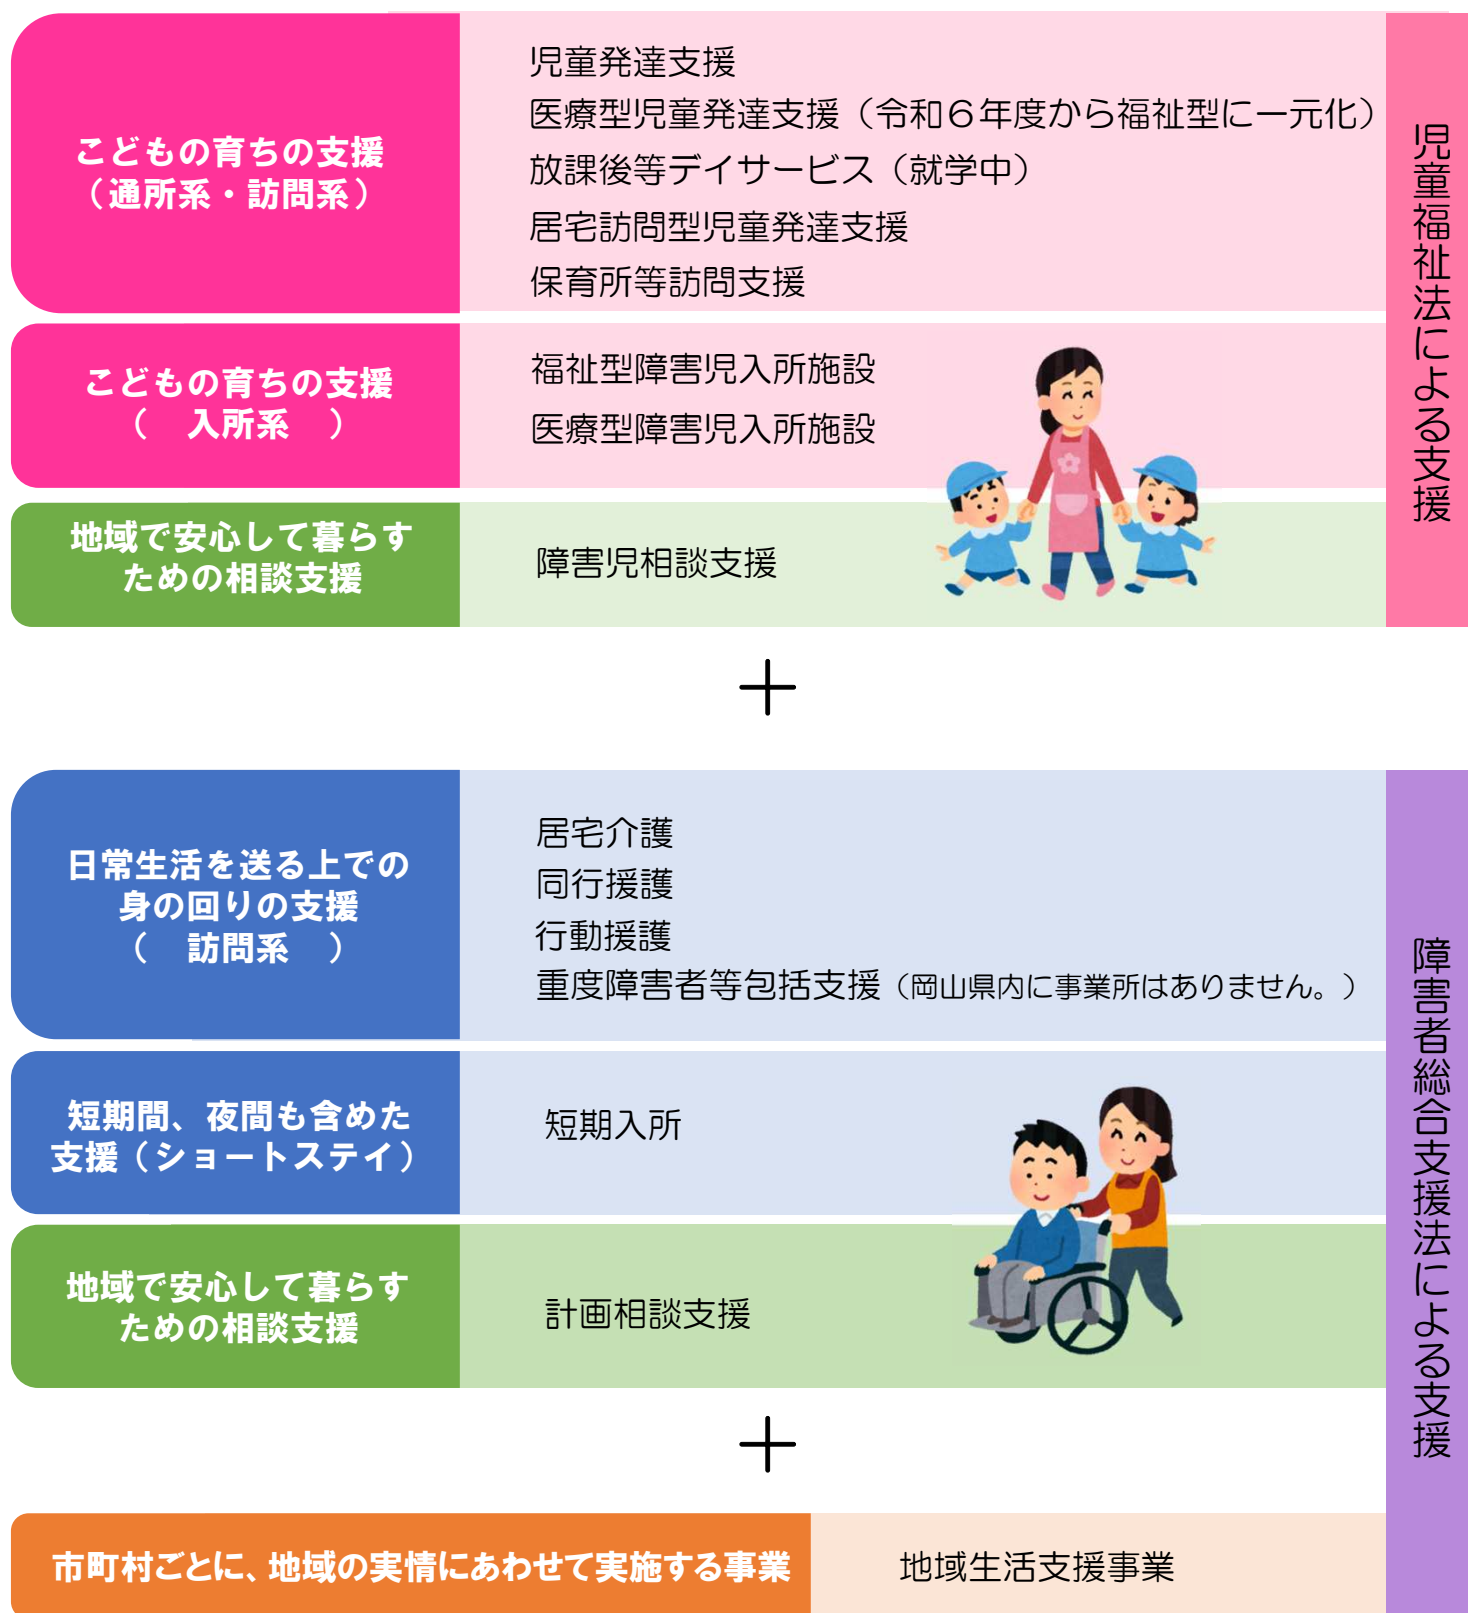 こどもの育ちの支援
（通所系・訪問系）
児童発達支援
医療型児童発達支援（令和６年度から福祉型に一元化）
放課後等デイサービス（就学中）
居宅訪問型児童発達支援
保育所等訪問支援
こどもの育ちの支援
（　入所系　）
福祉型障害児入所施設
医療型障害児入所施設
地域で安心して暮らす
ための相談支援
障害児相談支援
児童福祉法による支援
＋
日常生活を送る上での
身の回りの支援
（　訪問系　）
居宅介護
同行援護
行動援護
重度障害者等包括支援（岡山県内に事業所はありません。）
短期間、夜間も含めた
支援（ショートステイ）
短期入所
地域で安心して暮らす
ための相談支援
計画相談支援
＋
市町村ごとに、地域の実情にあわせて実施する事業
地域生活支援事業
障害者総合支援法による支援